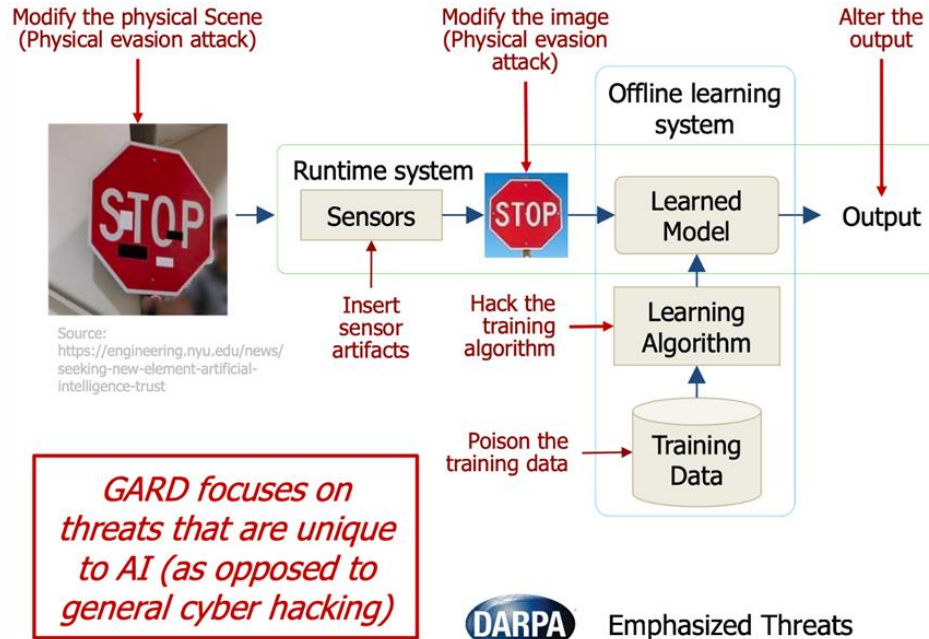 Modify the physical Scene
(Physical evasion attack)
Modify the image
(Physical evasion
attack)
Alter the
output
Offline learning
system
Runtime system
STOP
Sensors
STOP
Learned
Model
Output
Insert
sensor
artifacts
Hack the
training
algorithm
Learning
Algorithm
Source:
https://engineering.nyu.edu/news/
seeking-new-element-artificial-
intelligence-trust
Poison the
training data
Training
Data
GARD focuses on
threats that are unique
to AI (as opposed to
general cyber hacking)
DARPA
Emphasized Threats